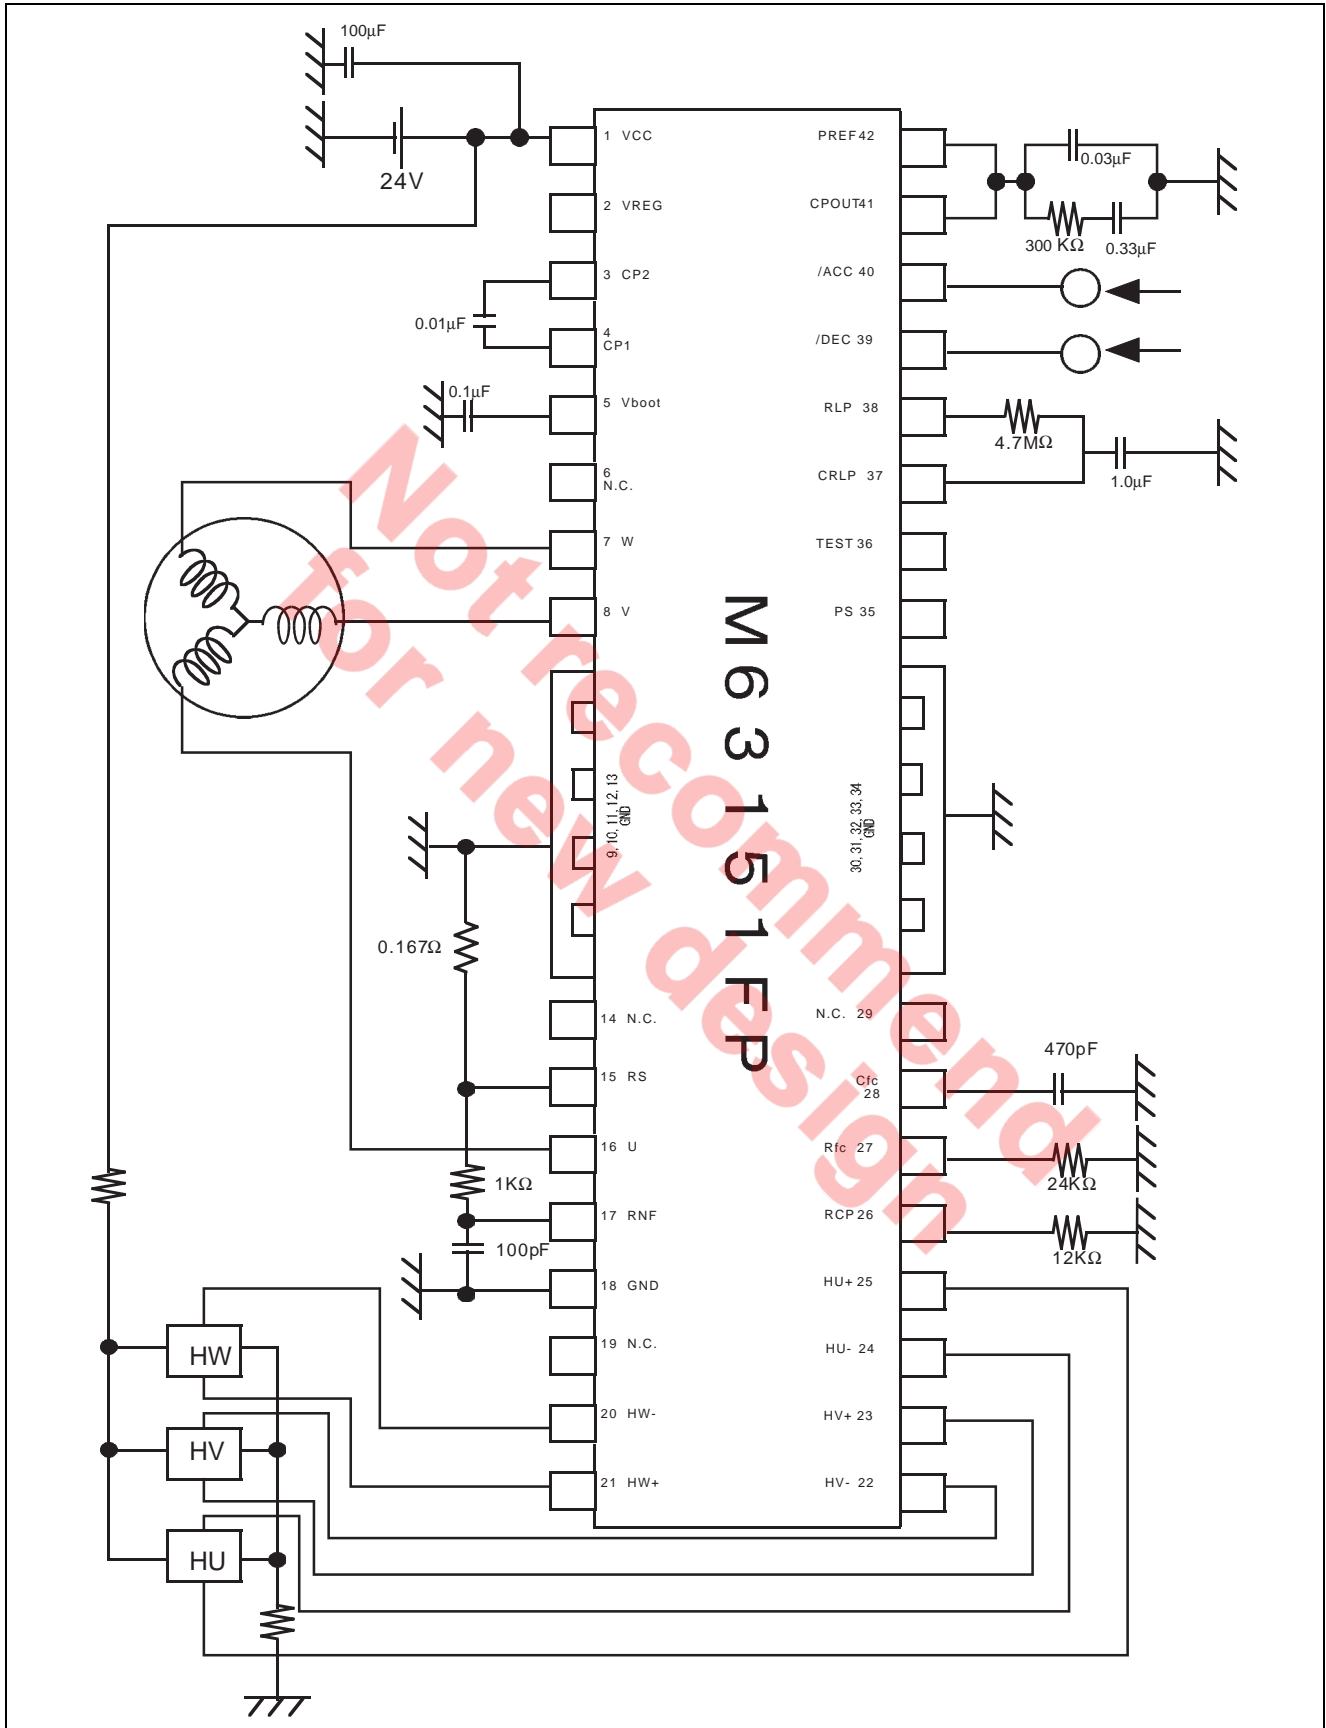 100µF
24V
1 VCC
2 VREG
3 CP2
0.01µF
4
CP1
0.1µF
5 Vboot
6
N.C.
7 W
8 V
9, 10, 11, 12, 13
GND
0.167Ω
14 N.C.
15 RS
16 U
1KΩ
17 RNF
100pF
18 GND
19 N.C.
20 HW-
21 HW+
HW
HV
HU
M63151FP
PREF42
0.03µF
CPOUT41
300 KΩ
0.33µF
/ACC 40
/DEC 39
RLP 38
4.7MΩ
CRLP 37
1.0µF
TEST 36
PS 35
30, 31, 32, 33, 34
GND
N.C. 29
470pF
Cfc
28
Rfc 27
24KΩ
RCP 26
12KΩ
HU+ 25
HU- 24
HV+ 23
HV- 22
Not recommend
for new design